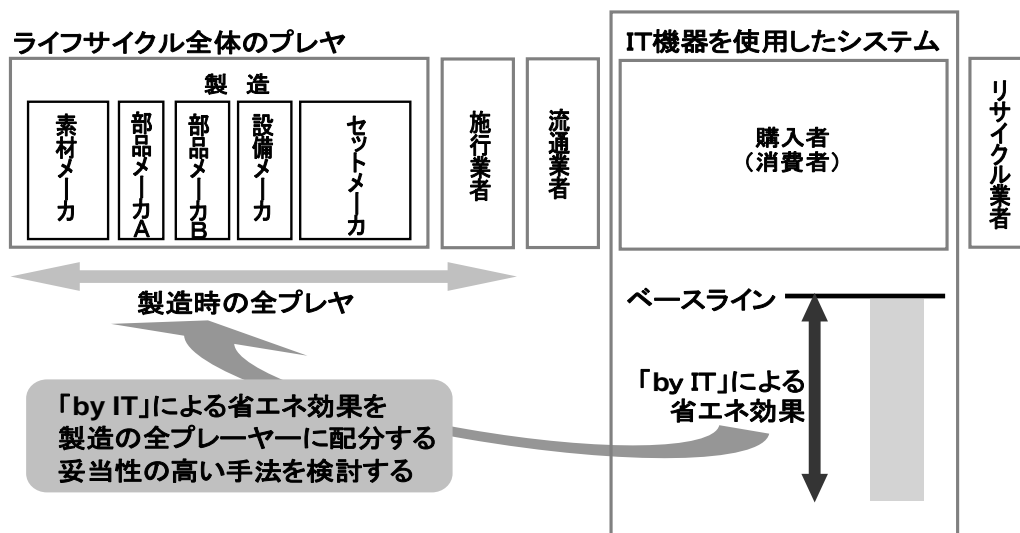 ライフサイクル全体のプレヤ
IT機器を使用したシステム
製 造
素材メーカ
部品メーカA
部品メーカB
設備メーカ
セットメーカ
施行業者
流通業者
購入者
（消費者）
リサイクル業者
製造時の全プレヤ
ベースライン
「by IT」による
省エネ効果
「by IT」による省エネ効果を
製造の全プレーヤーに配分する
妥当性の高い手法を検討する